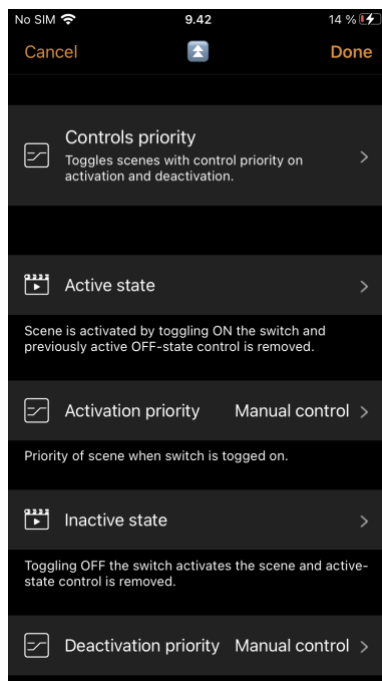 No SIM 9.42 14 %
Cancel Done
Controls priority
Toggles scenes with control priority on
activation and deactivation.
Active state
Scene is activated by toggling ON the switch and
previously active OFF-state control is removed.
Activation priority Manual control
Priority of scene when switch is togged on.
Inactive state
Toggling OFF the switch activates the scene and active-
state control is removed.
Deactivation priority Manual control